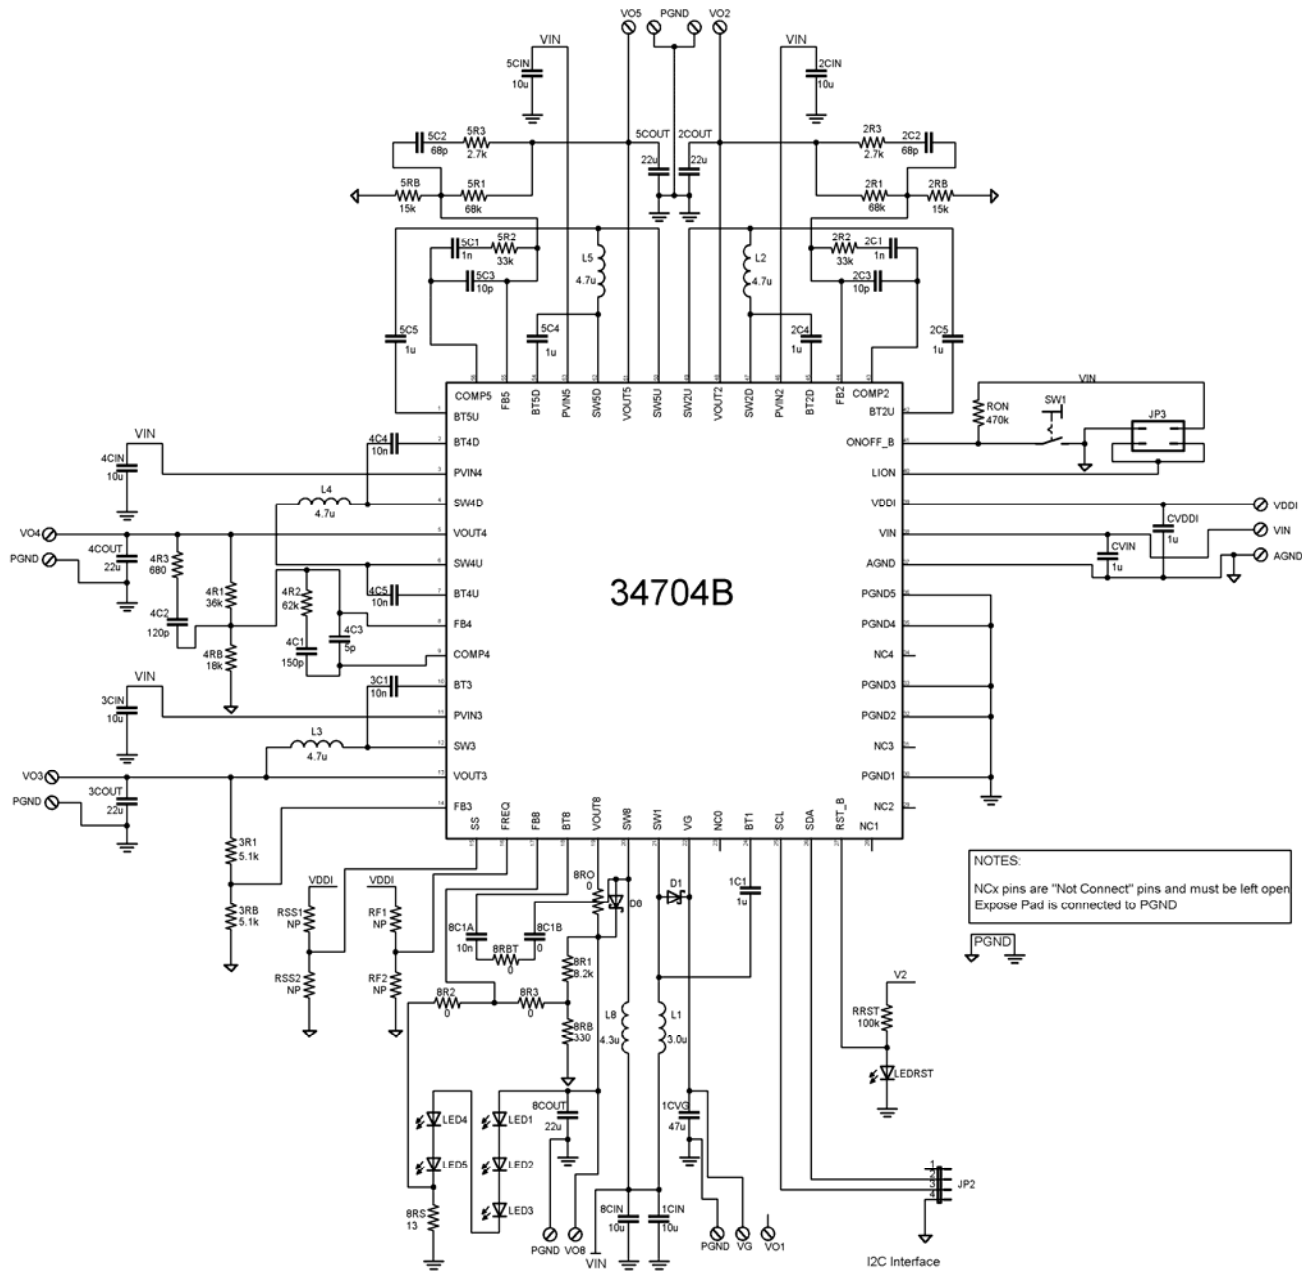 VO5
PGND
VO2
VIN
5CIN
10u
VIN
2CIN
10u
5C2
68p
5R3
2.7k
5COUT
22u
2COUT
22u
2R3
2.7k
2C2
68p
5RB
15k
5R1
68k
2R1
68k
2RB
15k
5C1
1n
5R2
33k
2R2
33k
2C1
1n
5C3
10p
2C3
10p
L5
4.7u
L2
4.7u
5C5
1u
5C4
1u
2C4
1u
2C5
1u
COMP5
FB5
BT5D
PVIN5
SW5D
VOUT5
SW5U
SW2U
VOUT2
SW2D
PVIN2
BT2D
FB2
COMP2
VIN
RON
470k
SW1
JP3
BT5U
BT2U
VIN
4CIN
10u
4C4
10n
BT4D
ONOFF_B
PVIN4
LION
L4
4.7u
SW4D
VDDI
VDDI
VO4
VOUT4
VIN
CVIN
1u
CVDDI
1u
VIN
PGND
4COUT
22u
4R3
680
SW4U
AGND
AGND
4R1
36k
4R2
62k
4C5
10n
BT4U
34704B
PGND5
4C2
120p
4C3
5p
FB4
PGND4
4RB
18k
4C1
150p
COMP4
NC4
VIN
3CIN
10u
3C1
10n
BT3
PGND3
PVIN3
PGND2
L3
4.7u
SW3
NC3
VO3
VOUT3
PGND1
PGND
3COUT
22u
FB3
NC2
SS
FREQ
FB8
BT8
VOUT8
SW8
SW1
VG
NC0
BT1
SCL
SDA
RST_B
NC1
3R1
5.1k
3RB
5.1k
VDDI
RSS1
NP
RSS2
NP
VDDI
RF1
NP
RF2
NP
8RO
0
D8
D1
1C1
1u
8C1A
10n
8C1B
0
8RBT
0
8R1
8.2k
8R2
0
8R3
0
8RB
330
L8
4.3u
L1
3.0u
NOTES:
NCx pins are "Not Connect" pins and must be left open
Expose Pad is connected to PGND
PGND
V2
RRST
100k
LEDRST
LED4
LED1
8COUT
22u
1CVG
47u
LED5
LED2
8RS
13
LED3
8CIN
10u
1CIN
10u
PGND
VO8
VIN
PGND
VG
VO1
1
2
3
4
JP2
I2C Interface